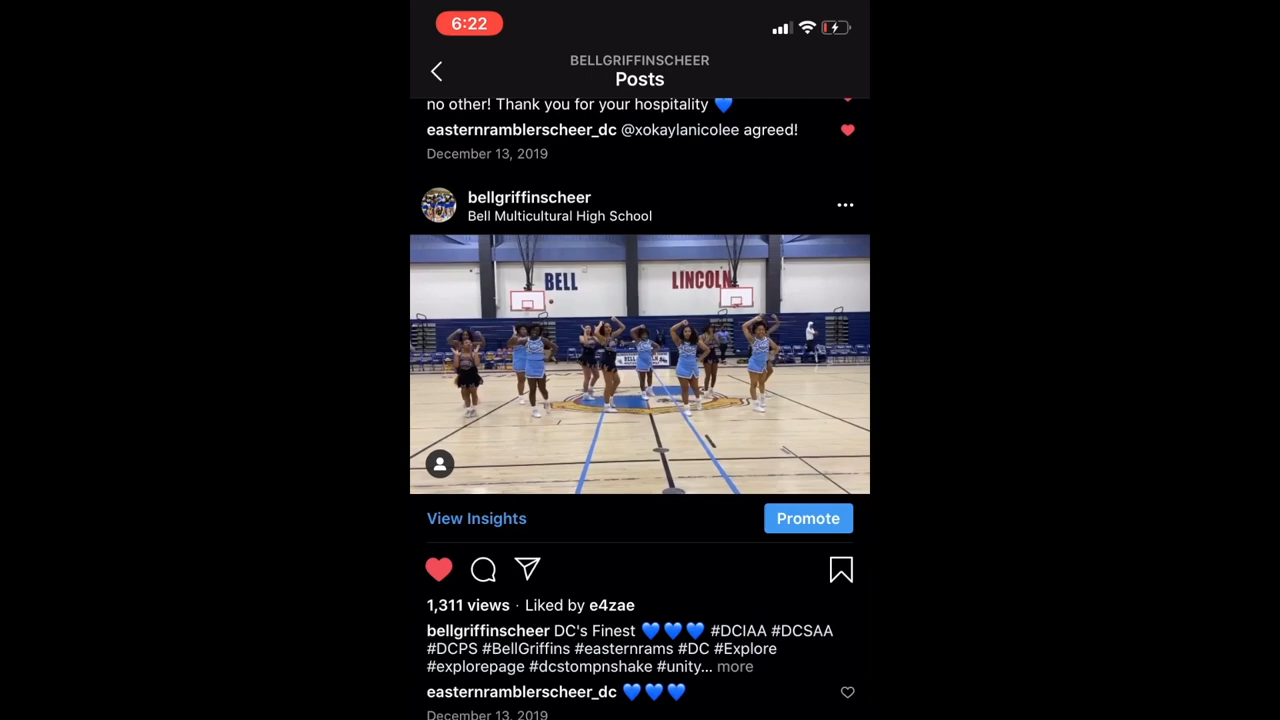 6:22
BELLGRIFFINSCHEER
Posts
no other! Thank you for your hospitality 💙
easternramblerscheer_dc @xokaylanicolee agreed!
December 13, 2019
bellgriffinscheer
Bell Multicultural High School
BELL
LINCOLN
View Insights
Promote
1,311 views · Liked by e4zae
bellgriffinscheer DC's Finest 💙💙💙 #DCIAA #DCSAA
#DCPS #BellGriffins #easternrams #DC #Explore
#explorepage #dcstompnshake #unity... more
easternramblerscheer_dc 💙💙💙
December 13, 2019